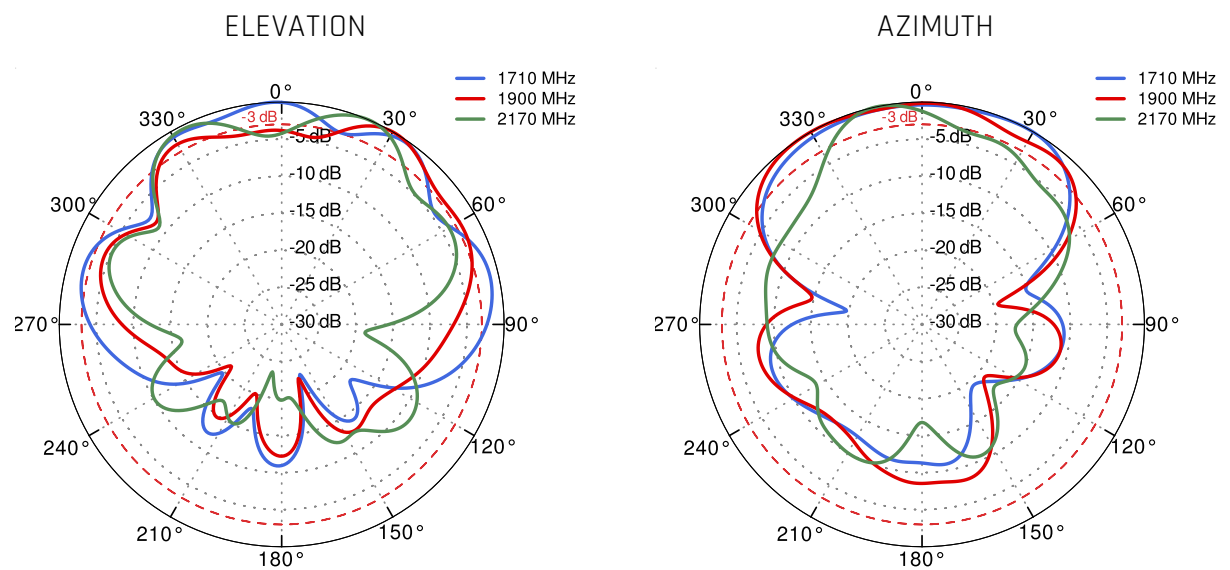 ELEVATION
1710 MHz
1900 MHz
2170 MHz
0°
330°
-3 dB
30°
-5 dB
-10 dB
300°
60°
-15 dB
-20 dB
-25 dB
270°
-30 dB
90°
240°
120°
210°
150°
180°
AZIMUTH
1710 MHz
1900 MHz
2170 MHz
0°
330°
-3 dB
30°
-5 dB
-10 dB
300°
60°
-15 dB
-20 dB
-25 dB
270°
-30 dB
90°
240°
120°
210°
150°
180°